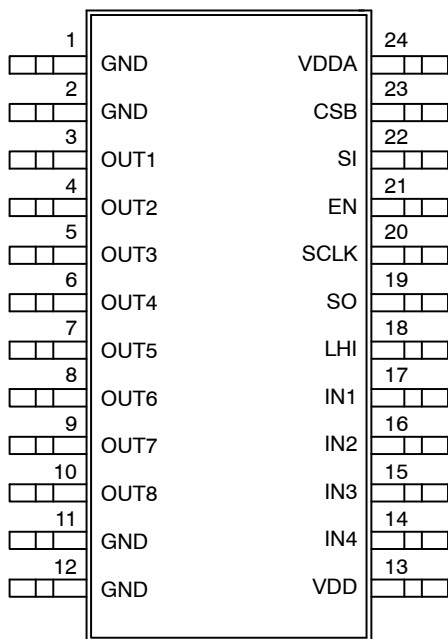 1 24
GND VDDA
2 23
GND CSB
3 22
OUT1 SI
4 21
OUT2 EN
5 20
OUT3 SCLK
6 19
OUT4 SO
7 18
OUT5 LHI
8 17
OUT6 IN1
9 16
OUT7 IN2
10 15
OUT8 IN3
11 14
GND IN4
12 13
GND VDD